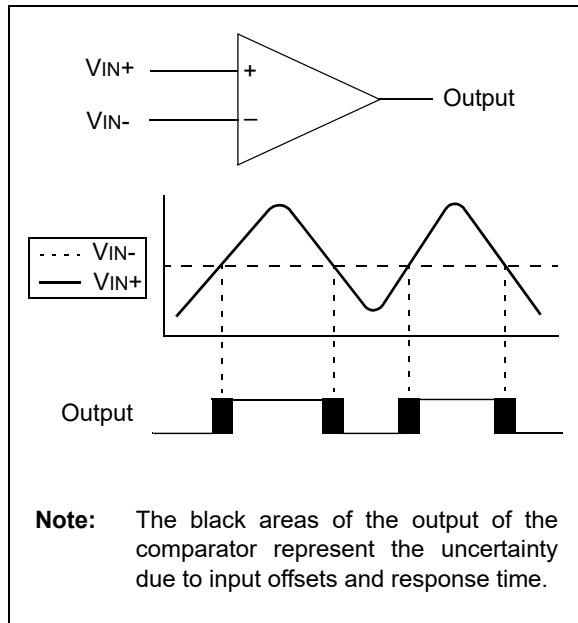 VIN+
+
Output
VIN-
−
VIN-
VIN+
Output
Note: The black areas of the output of the
comparator represent the uncertainty
due to input offsets and response time.